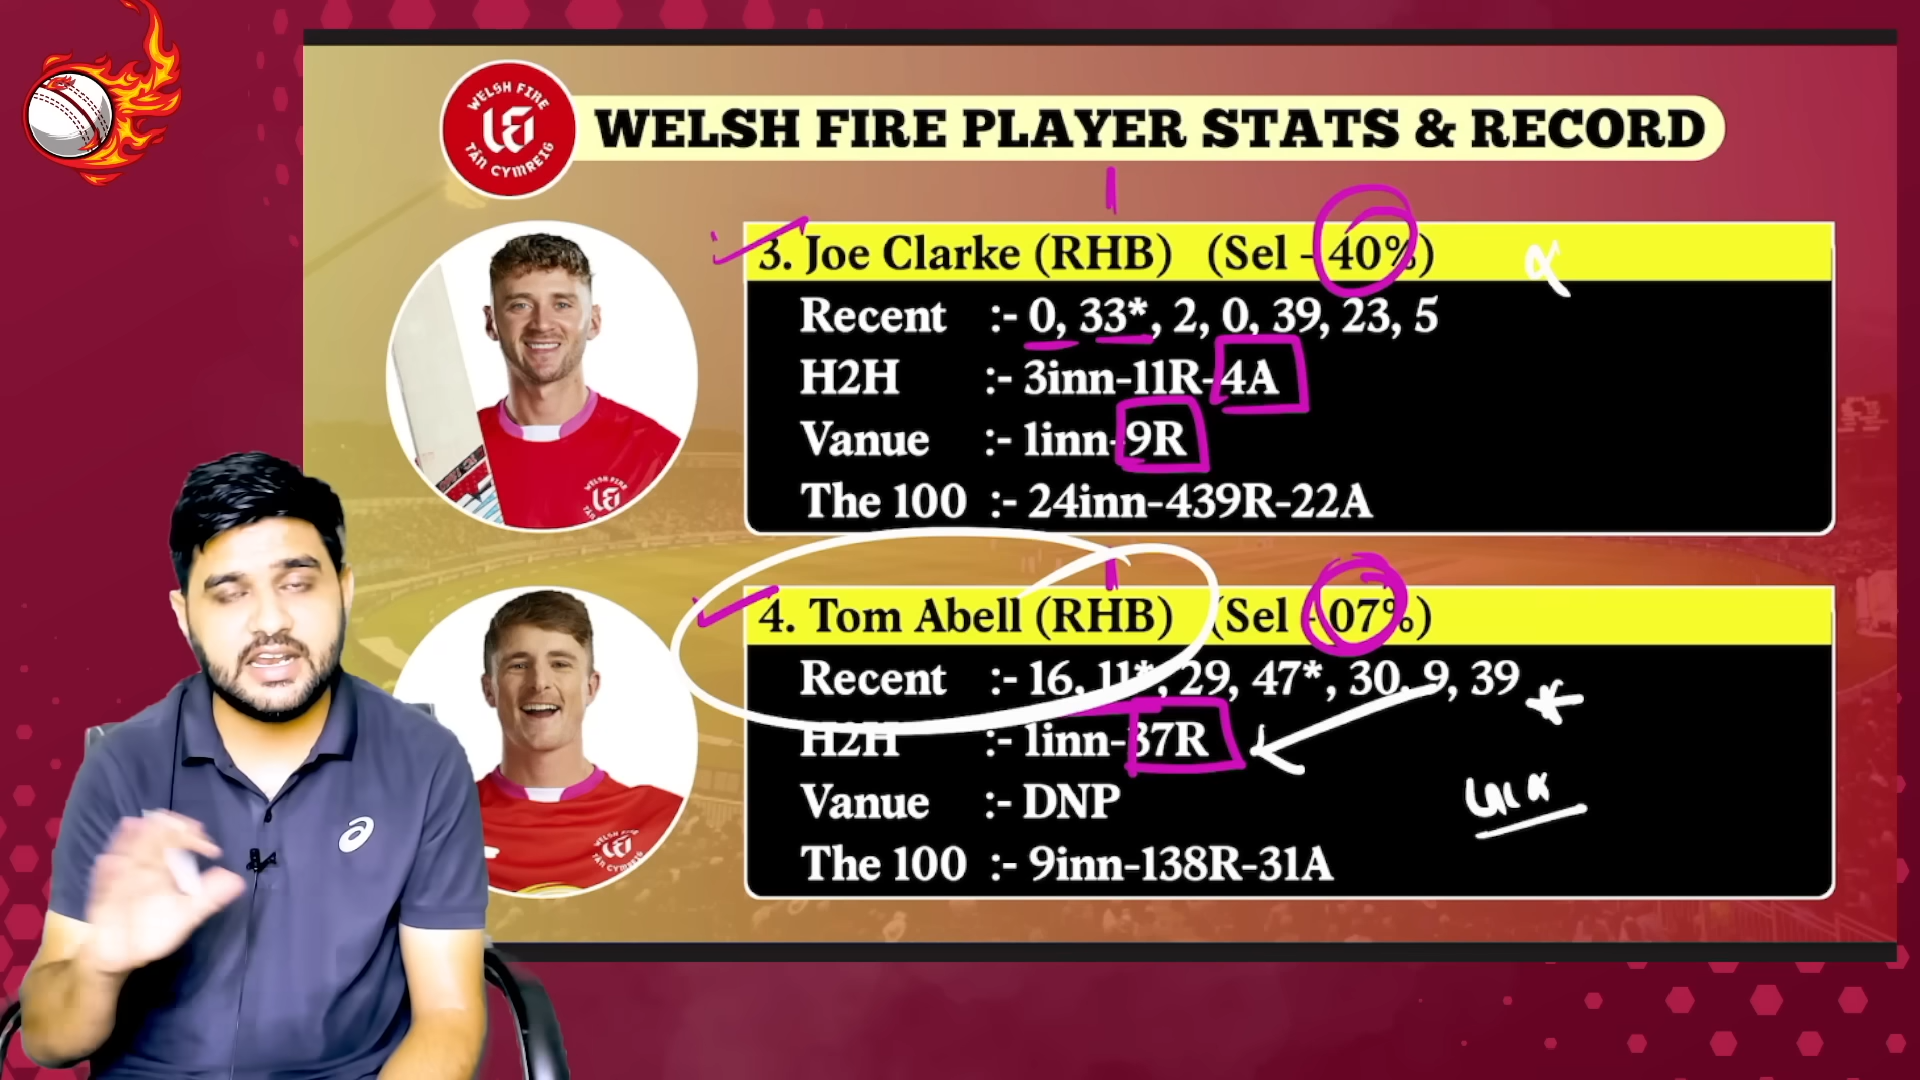 WELSH FIRE
TÂN CYMREIG
WELSH FIRE PLAYER STATS & RECORD
3. Joe Clarke (RHB) (Sel - 40%)
Recent :- 0, 33*, 2, 0, 39, 23, 5
H2H :- 3inn-11R-4A
Vanue :- 1inn-9R
The 100 :- 24inn-439R-22A
4. Tom Abell (RHB) (Sel - 07%)
Recent :- 16, 11*, 29, 47*, 30, 9, 39
H2H :- 1inn-37R
Vanue :- DNP
The 100 :- 9inn-138R-31A